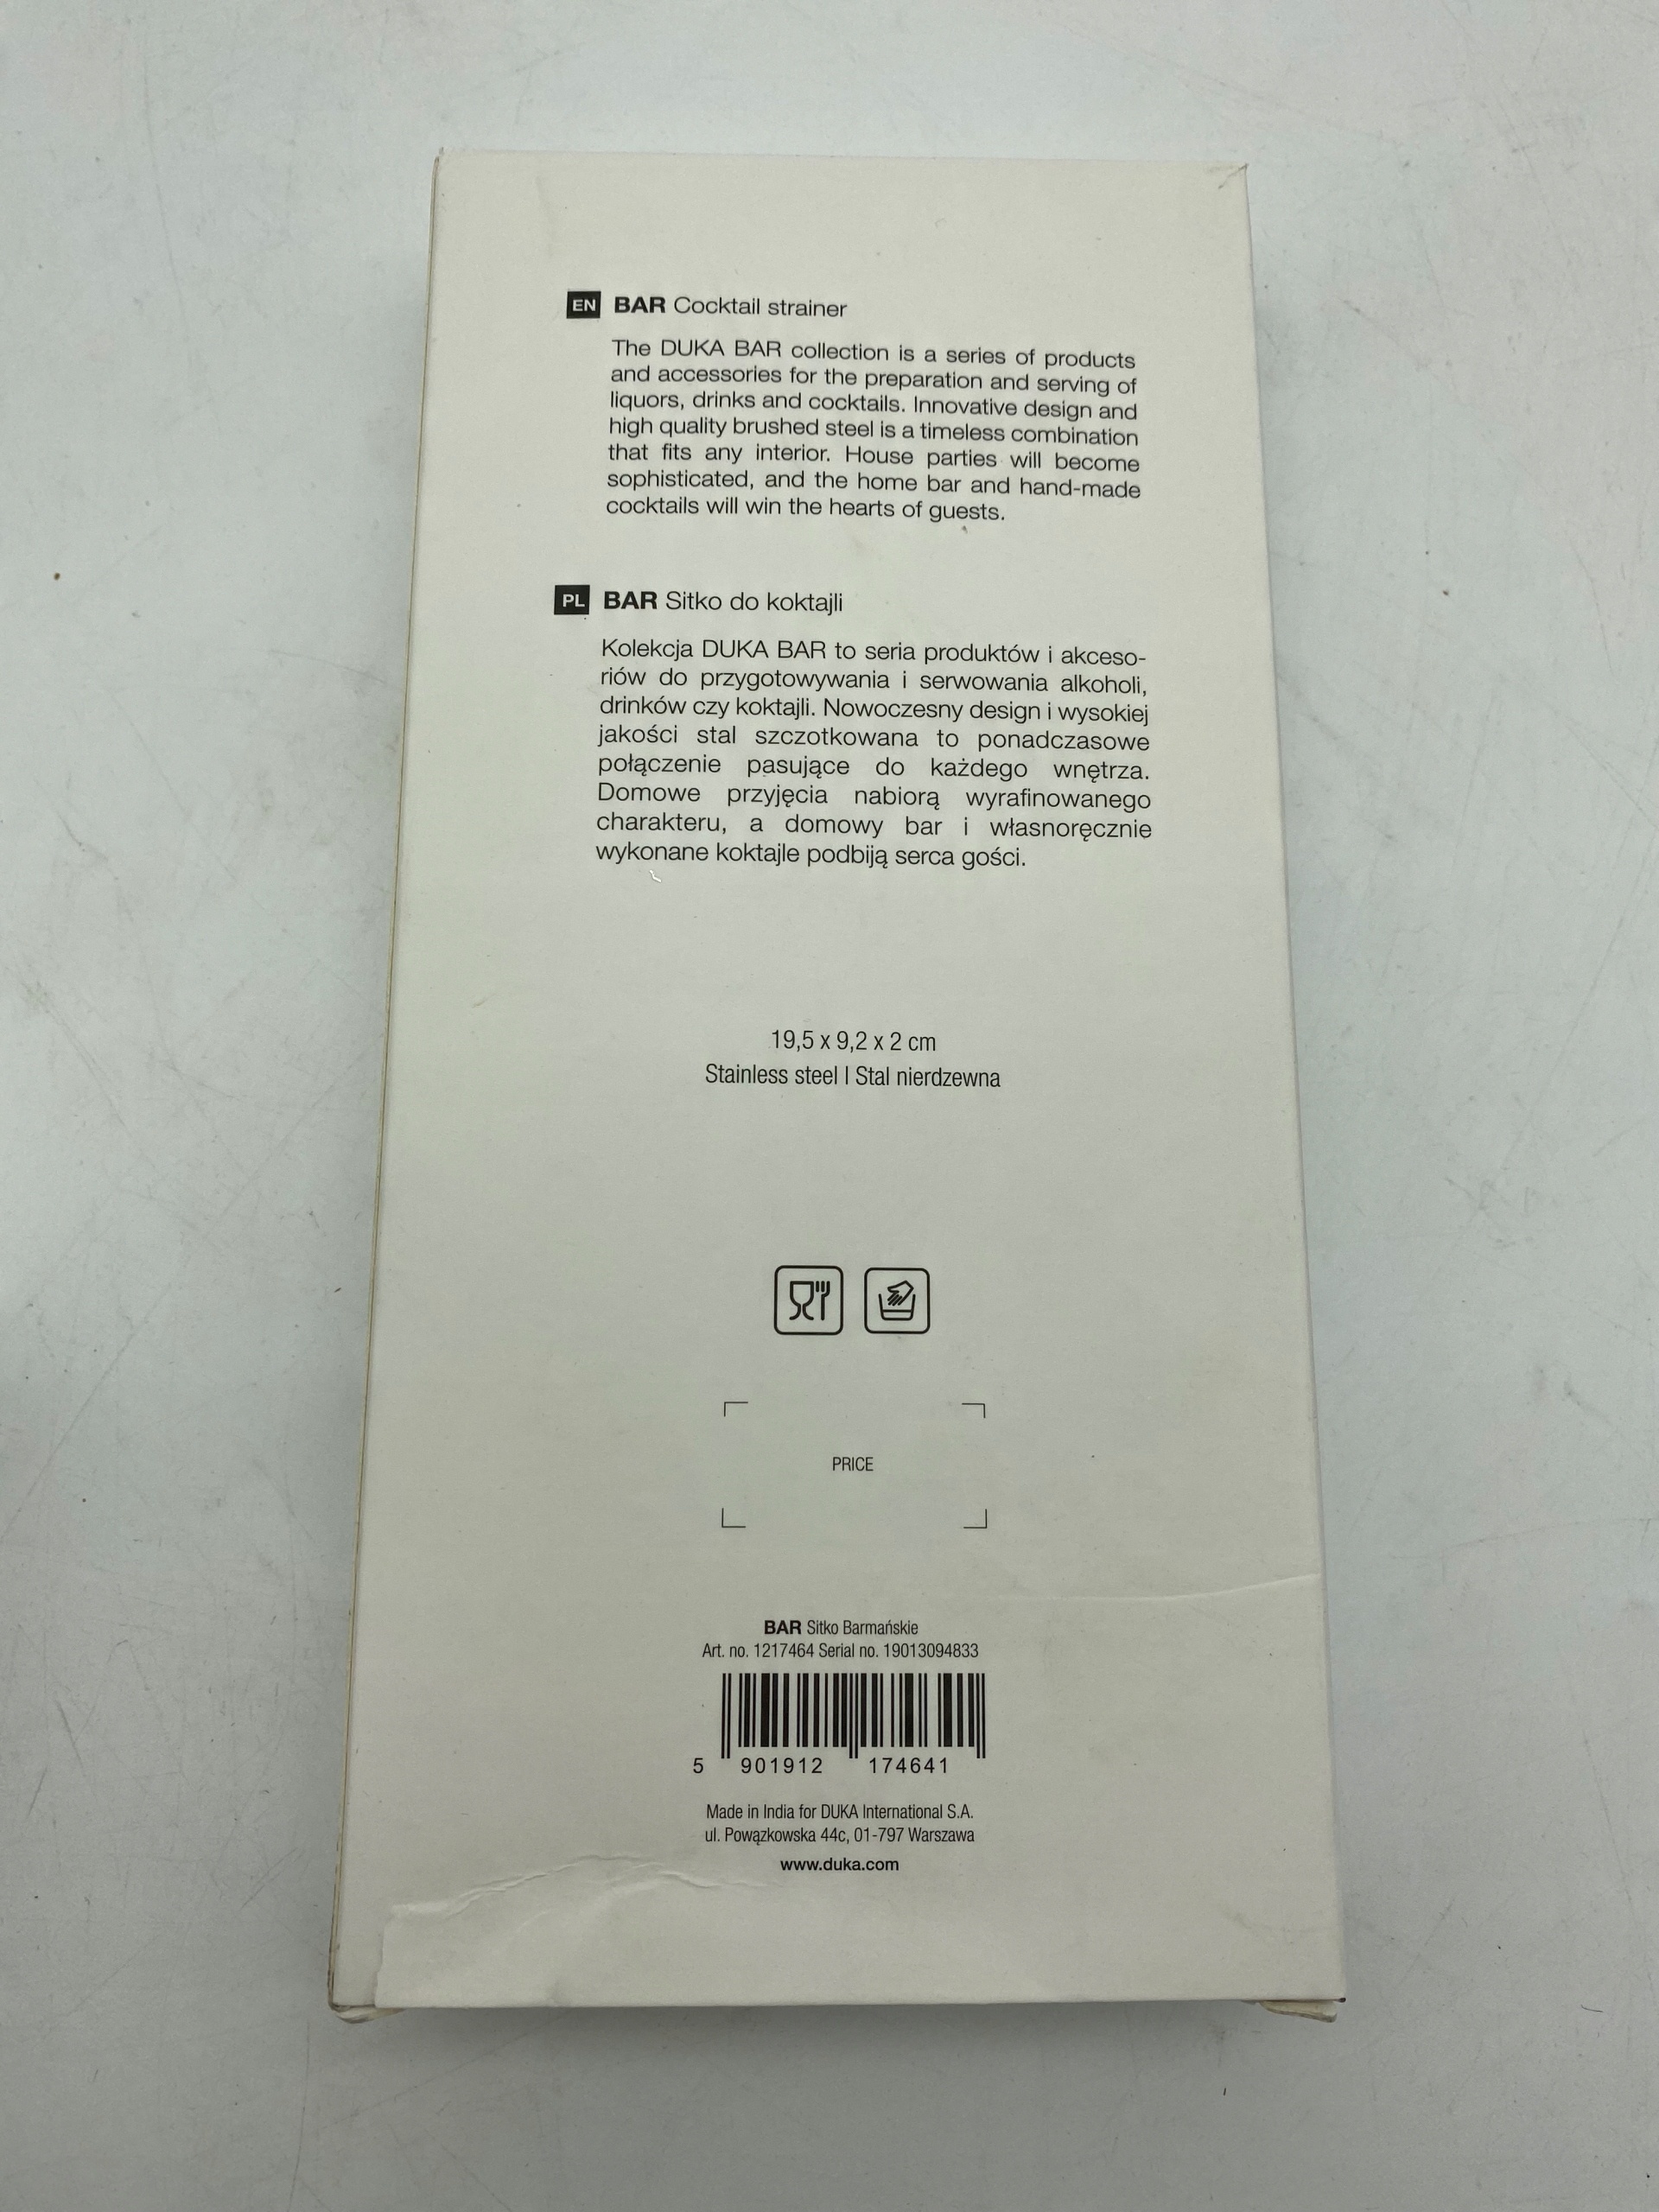 EN BAR Cocktail strainer
The DUKA BAR collection is a series of products
and accessories for the preparation and serving of
liquors, drinks and cocktails. Innovative design and
high quality brushed steel is a timeless combination
that fits any interior. House parties will become
sophisticated, and the home bar and hand-made
cocktails will win the hearts of guests.
PL BAR Sitko do koktajli
Kolekcja DUKA BAR to seria produktów i akceso-
riów do przygotowywania i serwowania alkoholi,
drinków czy koktajli. Nowoczesny design i wysokiej
jakości stal szczotkowana to ponadczasowe
połączenie pasujące do każdego wnętrza.
Domowe przyjęcia nabiorą wyrafinowanego
charakteru, a domowy bar i własnoręcznie
wykonane koktajle podbiją serca gości.
19,5 x 9,2 x 2 cm
Stainless steel | Stal nierdzewna
PRICE
BAR Sitko Barmańskie
Art. no. 1217464 Serial no. 19013094833
5 901912 174641
Made in India for DUKA International S.A.
ul. Powązkowska 44c, 01-797 Warszawa
www.duka.com